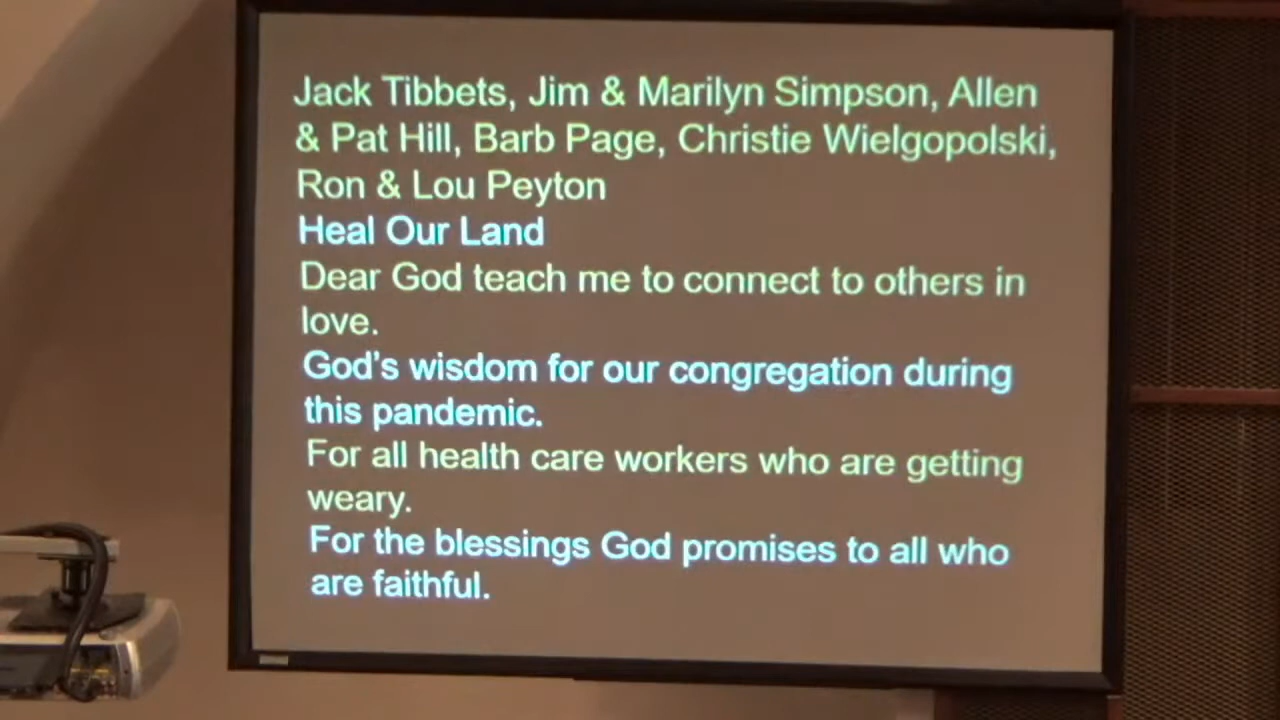 Jack Tibbets, Jim & Marilyn Simpson, Allen
& Pat Hill, Barb Page, Christie Wielgopolski,
Ron & Lou Peyton
Heal Our Land
Dear God teach me to connect to others in
love.
God's wisdom for our congregation during
this pandemic.
For all health care workers who are getting
weary.
For the blessings God promises to all who
are faithful.